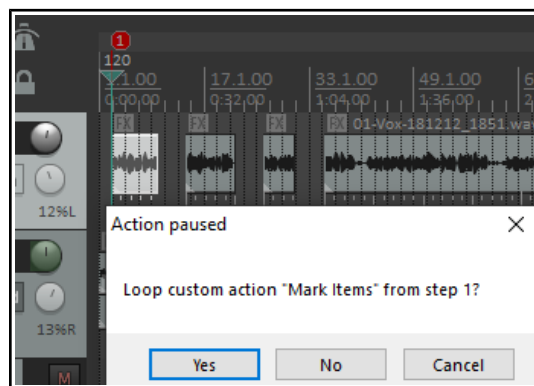 1
120
1.1.00 17.1.00 33.1.00 49.1.00
0:00.00 0:32.00 1:04.00 1:36.00
FX FX FX FX 01-Vox-181212_1851.wav
12%L
Action paused
Loop custom action "Mark Items" from step 1?
13%R
Yes No Cancel
M